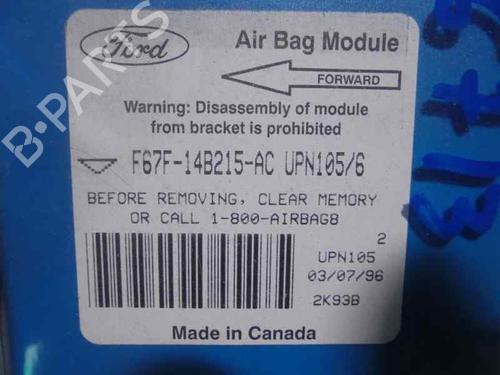 Ford
Air Bag Module
FORWARD
Warning: Disassembly of module
from bracket is prohibited
F67F-14B215-AC UPN105/6
BEFORE REMOVING, CLEAR MEMORY
OR CALL 1-800-AIRBAG8
2
UPN105
03/07/96
2K93B
Made in Canada
B-PARTS